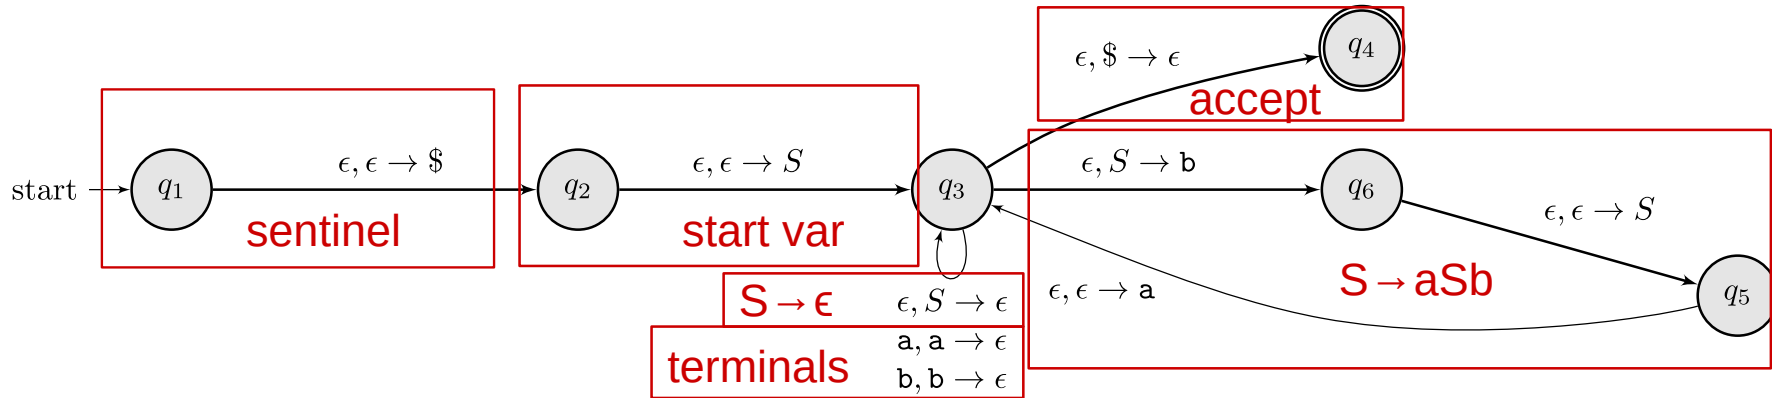 start
q₁
ϵ, ϵ → $
sentinel
q₂
ϵ, ϵ → S
start var
q₃
ϵ, $ → ϵ
q₄
accept
ϵ, S → b
q₆
ϵ, ϵ → S
q₅
S→aSb
ϵ, ϵ → a
S→ϵ
ϵ, S → ϵ
terminals
a, a → ϵ
b, b → ϵ